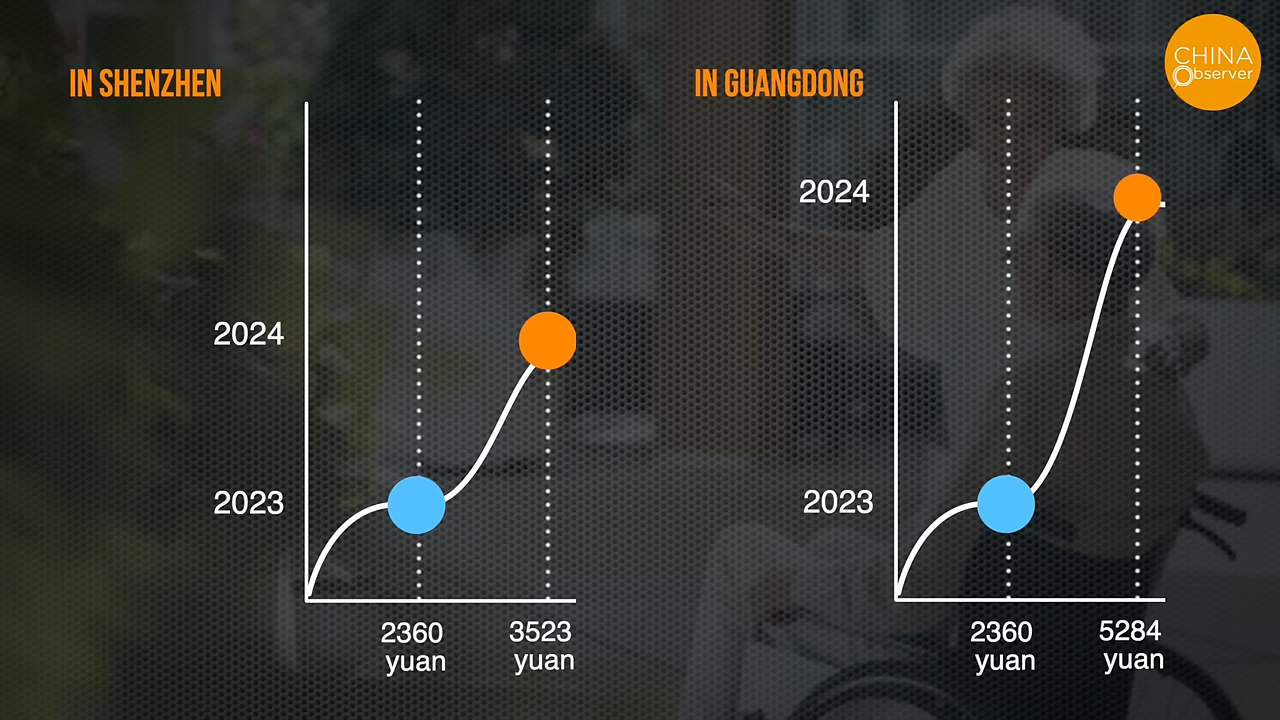 IN SHENZHEN
2024
2023
2360
yuan
3523
yuan
IN GUANGDONG
2024
2023
2360
yuan
5284
yuan
CHINA
Observer